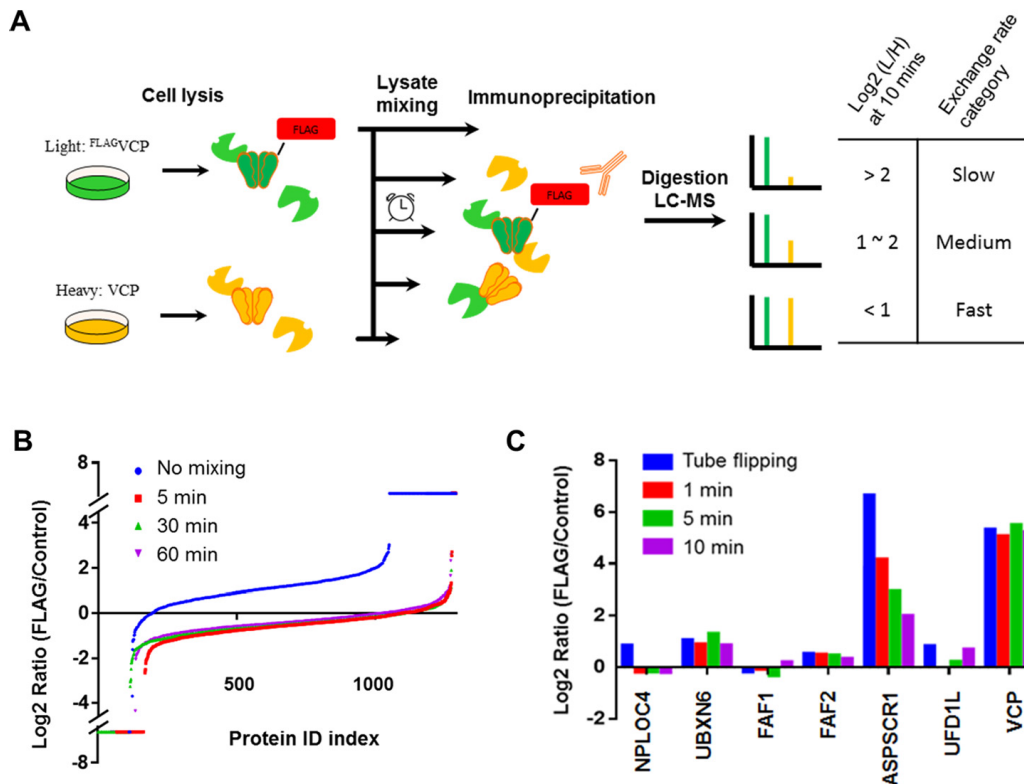 A
Cell lysis
Lysate
mixing
Immunoprecipitation
Log2 (L/H)
at 10 mins
Exchange rate
category
Light: FLAGVCP
FLAG
FLAG
Digestion
LC-MS
> 2 Slow
1 ~ 2 Medium
Heavy: VCP
< 1 Fast
B
Log2 Ratio (FLAG/Control)
8
4
2
0
-2
-4
-8
No mixing
5 min
30 min
60 min
500 1000
Protein ID index
C
Log2 Ratio (FLAG/Control)
8
6
4
2
0
-2
Tube flipping
1 min
5 min
10 min
NPLOC4
UBXN6
FAF1
FAF2
ASPSCR1
UFD1L
VCP